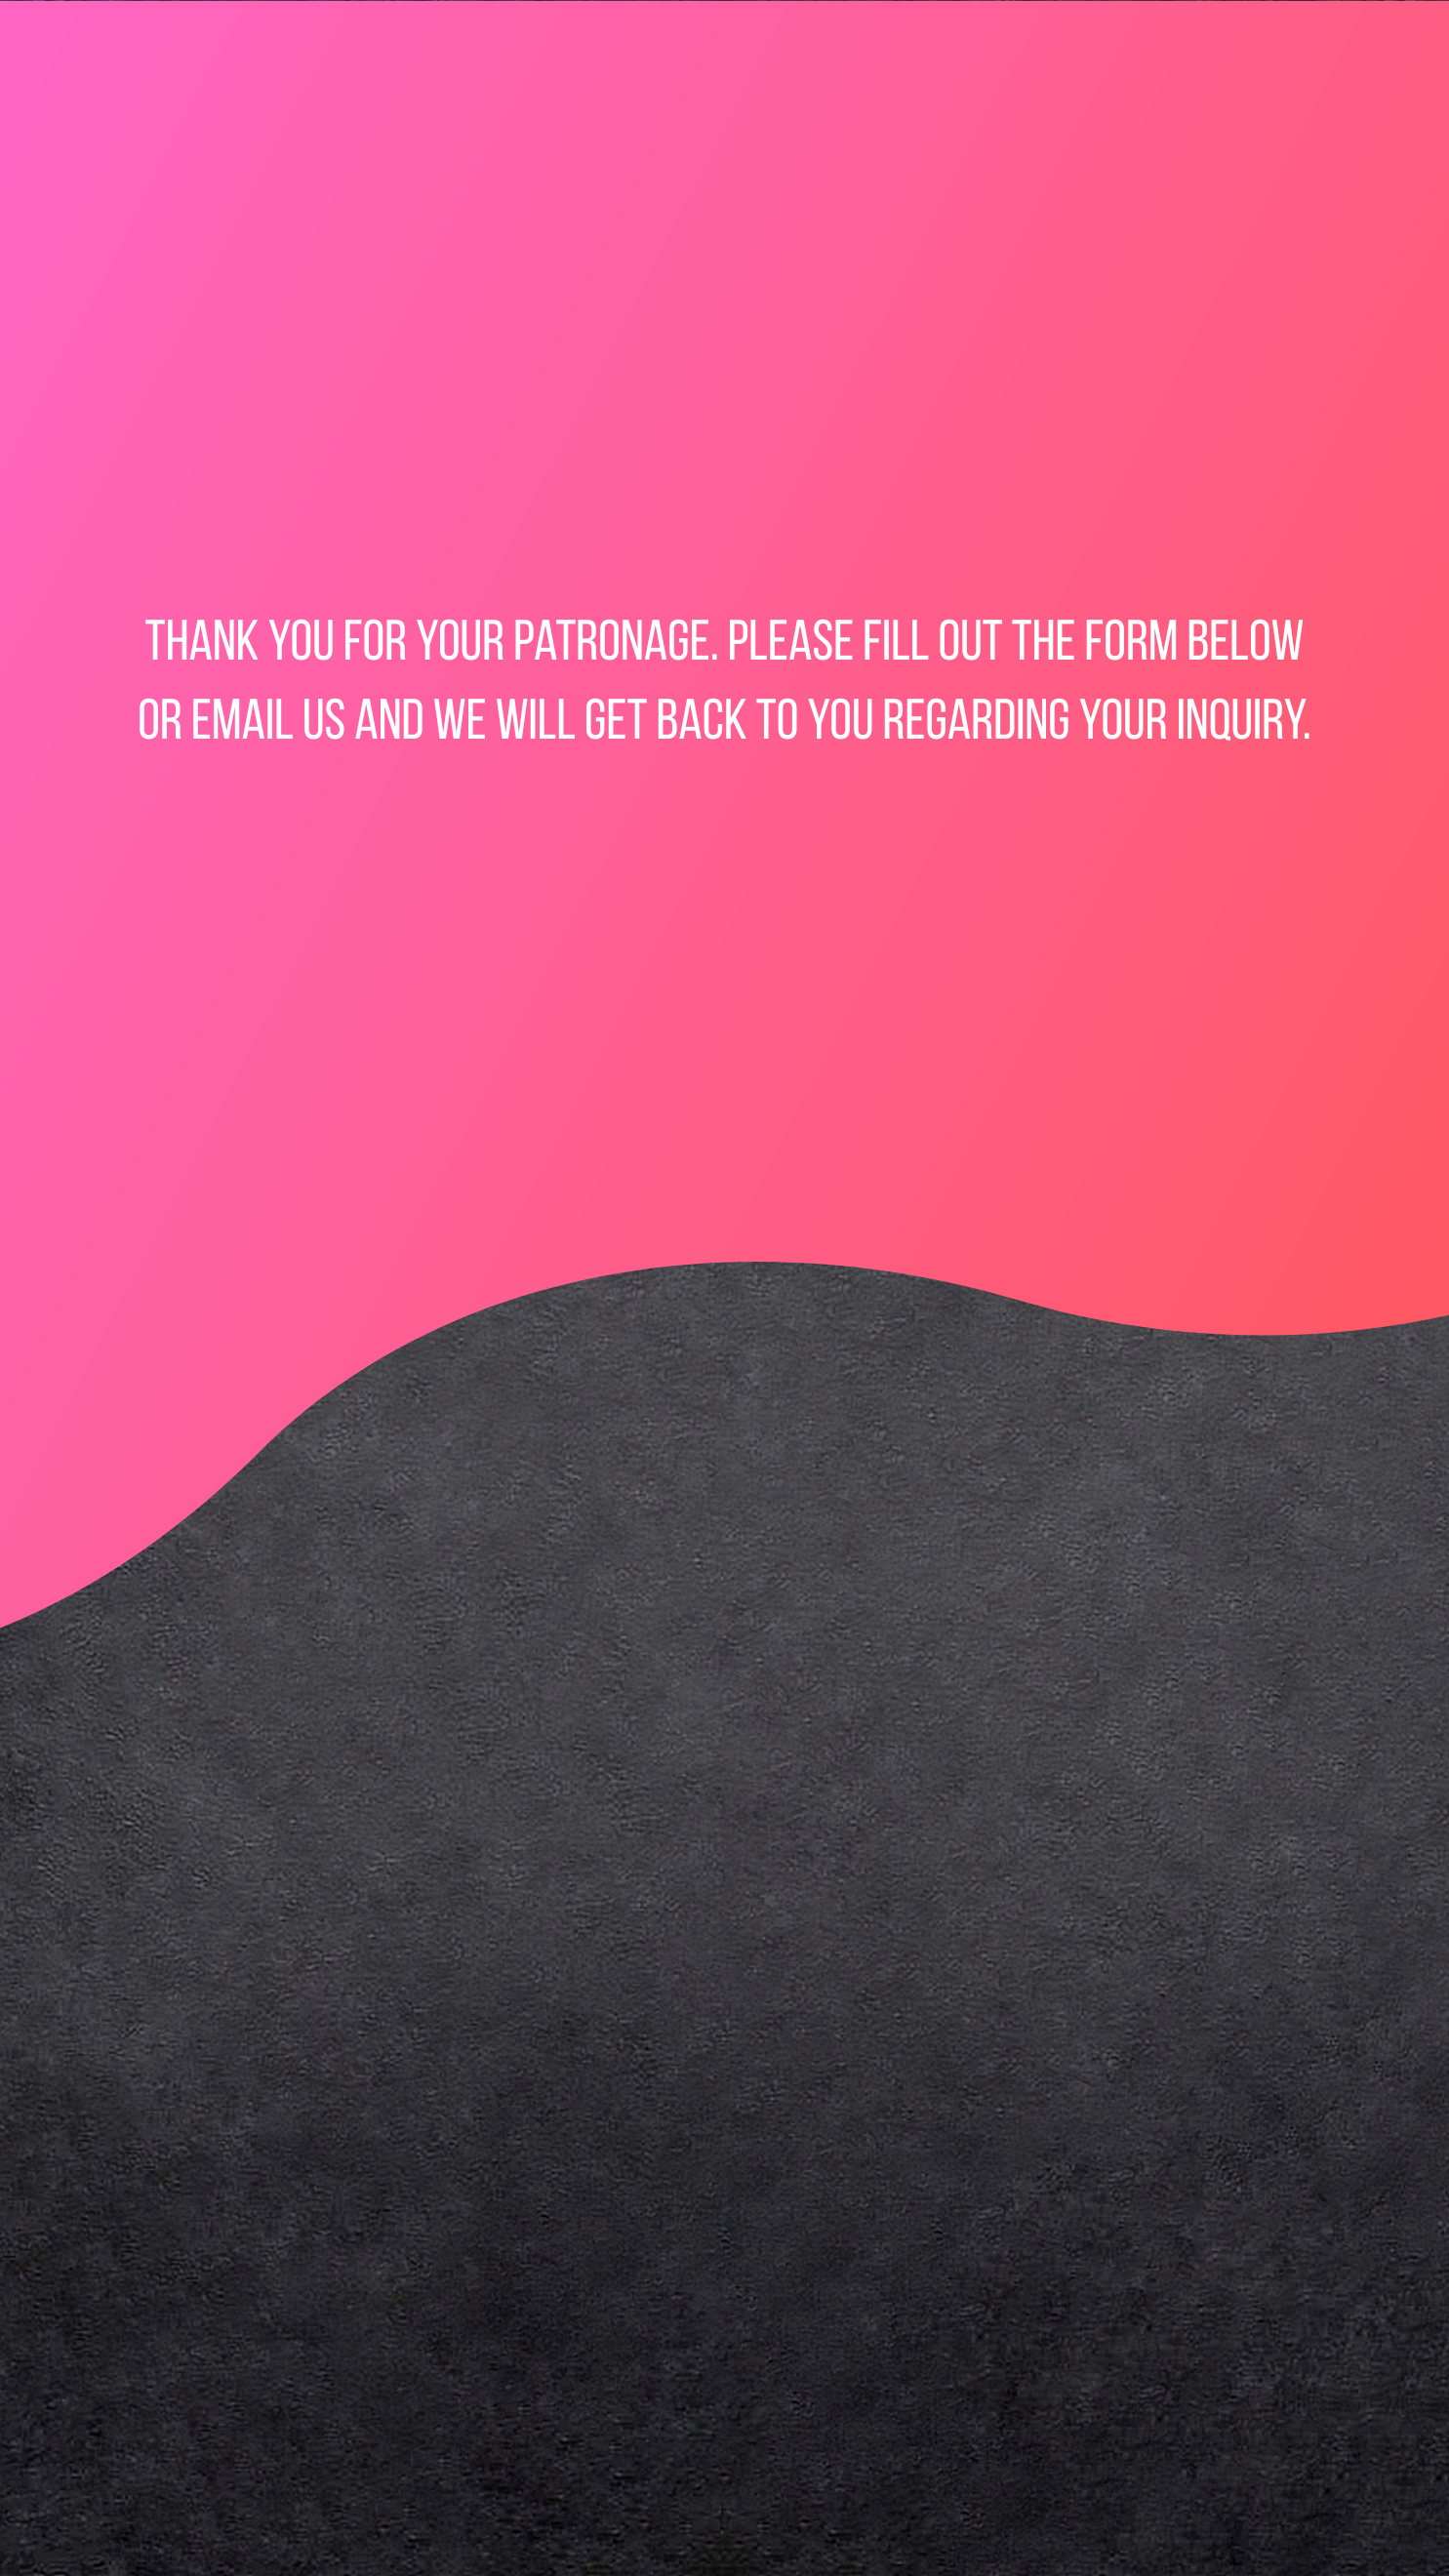 THANK YOU FOR YOUR PATRONAGE. PLEASE FILL OUT THE FORM BELOW
OR EMAIL US AND WE WILL GET BACK TO YOU REGARDING YOUR INQUIRY.